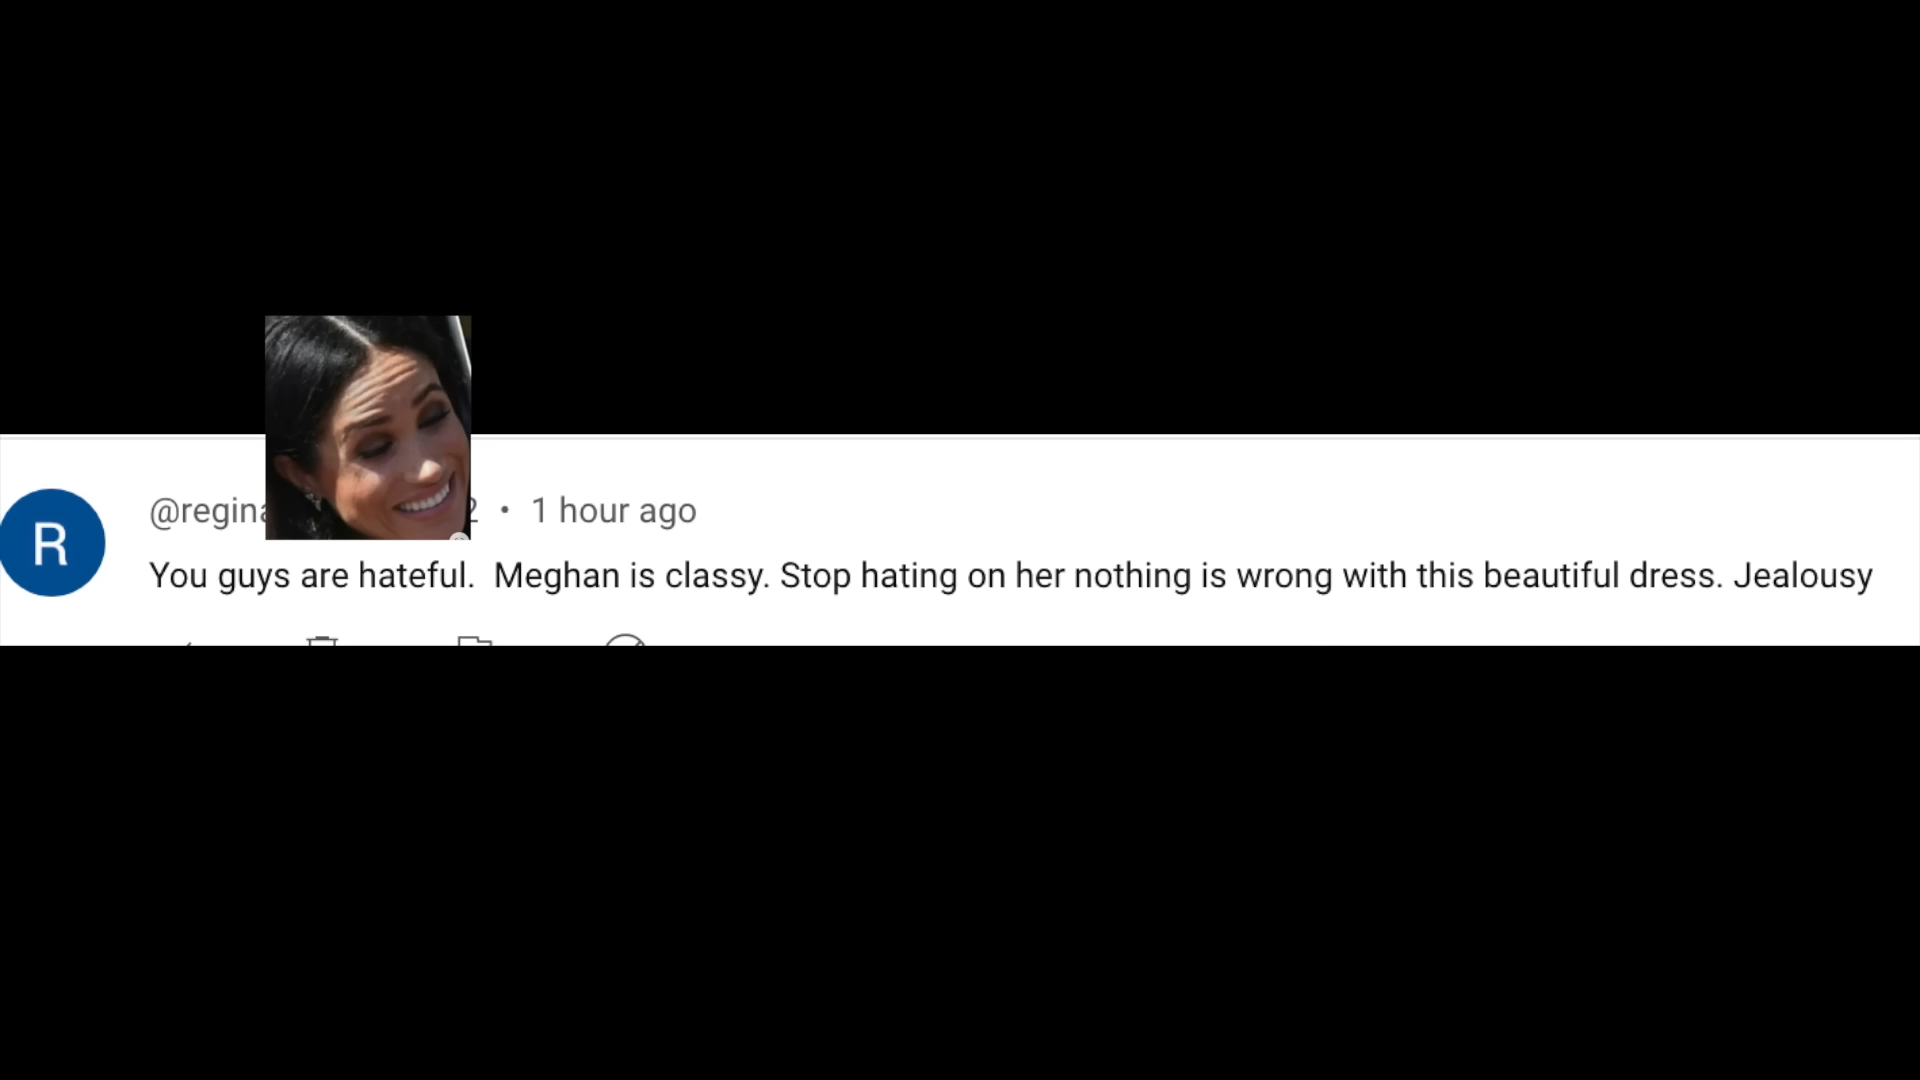 R
@regina 2 • 1 hour ago
You guys are hateful.  Meghan is classy. Stop hating on her nothing is wrong with this beautiful dress. Jealousy